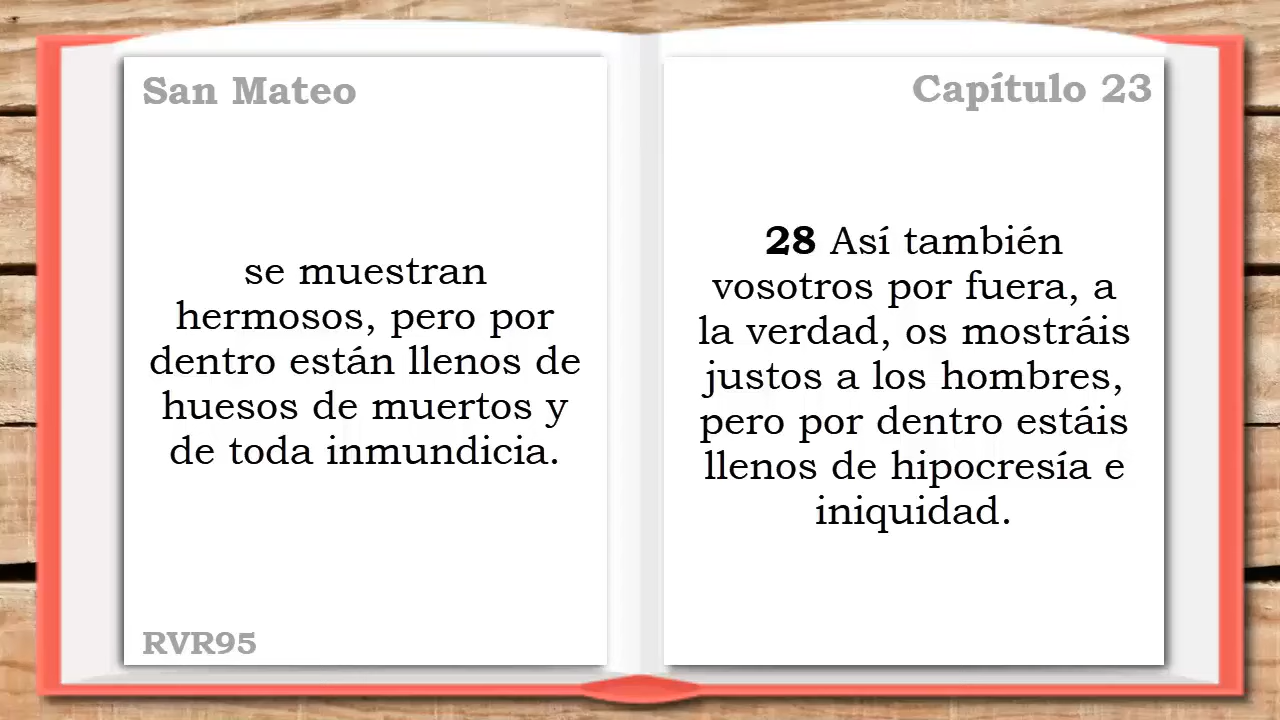 San Mateo
se muestran
hermosos, pero por
dentro están llenos de
huesos de muertos y
de toda inmundicia.
RVR95
Capítulo 23
28 Así también
vosotros por fuera, a
la verdad, os mostráis
justos a los hombres,
pero por dentro estáis
llenos de hipocresía e
iniquidad.